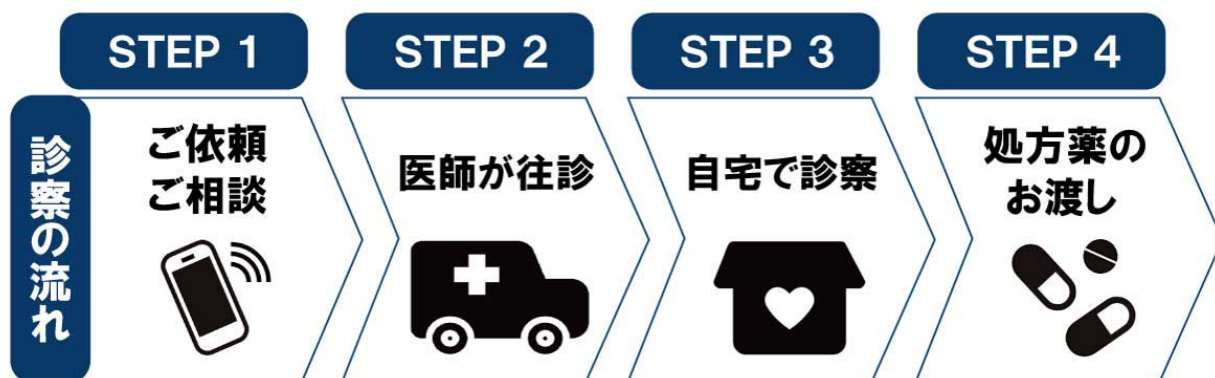 診察の流れ
STEP 1
ご依頼
ご相談
STEP 2
医師が往診
STEP 3
自宅で診察
STEP 4
処方薬の
お渡し